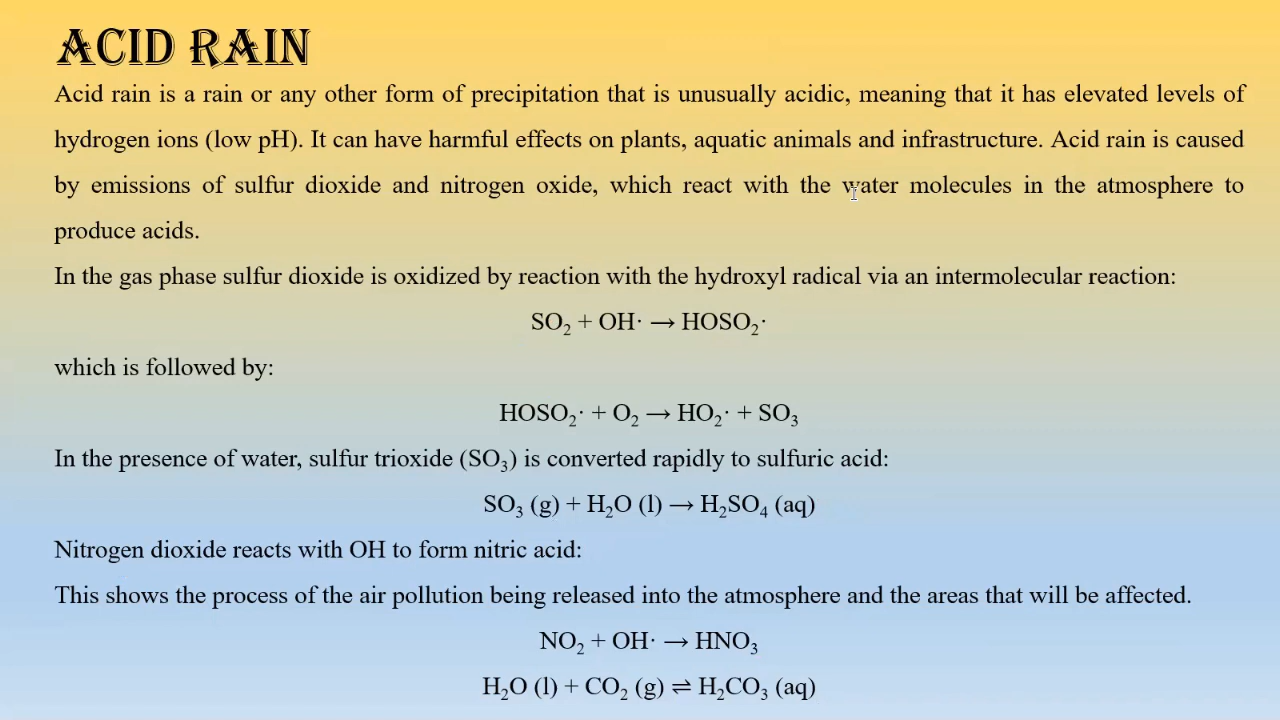 ACID RAIN
Acid rain is a rain or any other form of precipitation that is unusually acidic, meaning that it has elevated levels of
hydrogen ions (low pH). It can have harmful effects on plants, aquatic animals and infrastructure. Acid rain is caused
by emissions of sulfur dioxide and nitrogen oxide, which react with the water molecules in the atmosphere to
produce acids.
In the gas phase sulfur dioxide is oxidized by reaction with the hydroxyl radical via an intermolecular reaction:
SO₂ + OH· → HOSO₂·
which is followed by:
HOSO₂· + O₂ → HO₂· + SO₃
In the presence of water, sulfur trioxide (SO₃) is converted rapidly to sulfuric acid:
SO₃ (g) + H₂O (l) → H₂SO₄ (aq)
Nitrogen dioxide reacts with OH to form nitric acid:
This shows the process of the air pollution being released into the atmosphere and the areas that will be affected.
NO₂ + OH· → HNO₃
H₂O (l) + CO₂ (g) ⇌ H₂CO₃ (aq)